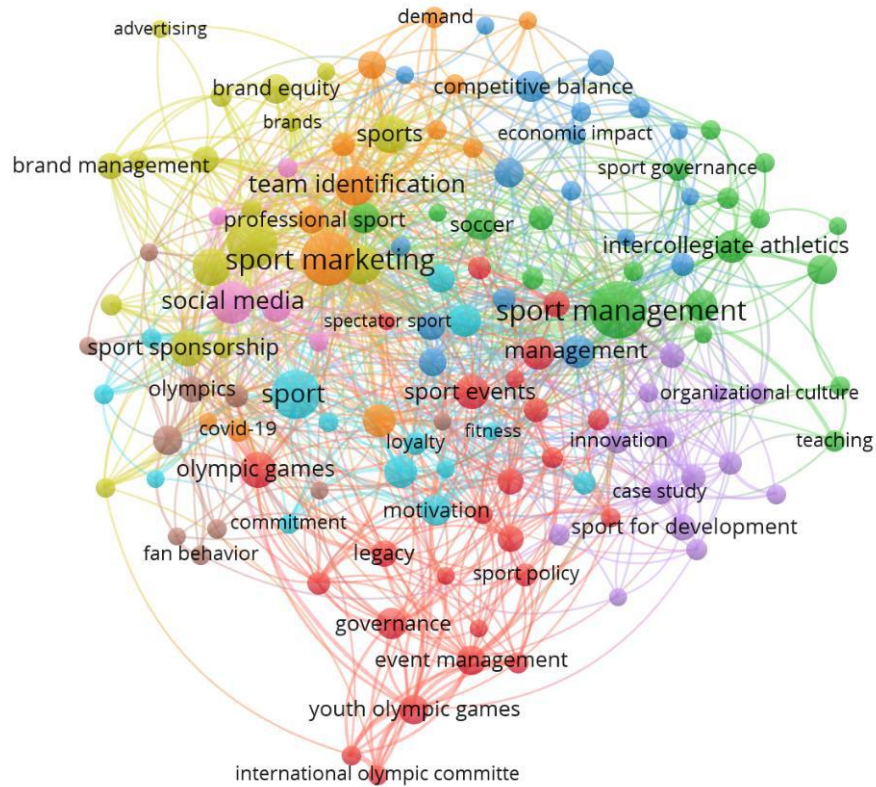 demand
advertising
brand equity
competitive balance
brands
sports
economic impact
brand management
sport governance
team identification
professional sport
soccer
intercollegiate athletics
sport marketing
social media
sport management
spectator sport
sport sponsorship
management
olympics
sport
sport events
organizational culture
covid-19
loyalty
fitness
innovation
teaching
olympic games
case study
motivation
commitment
sport for development
fan behavior
legacy
sport policy
governance
event management
youth olympic games
international olympic committe